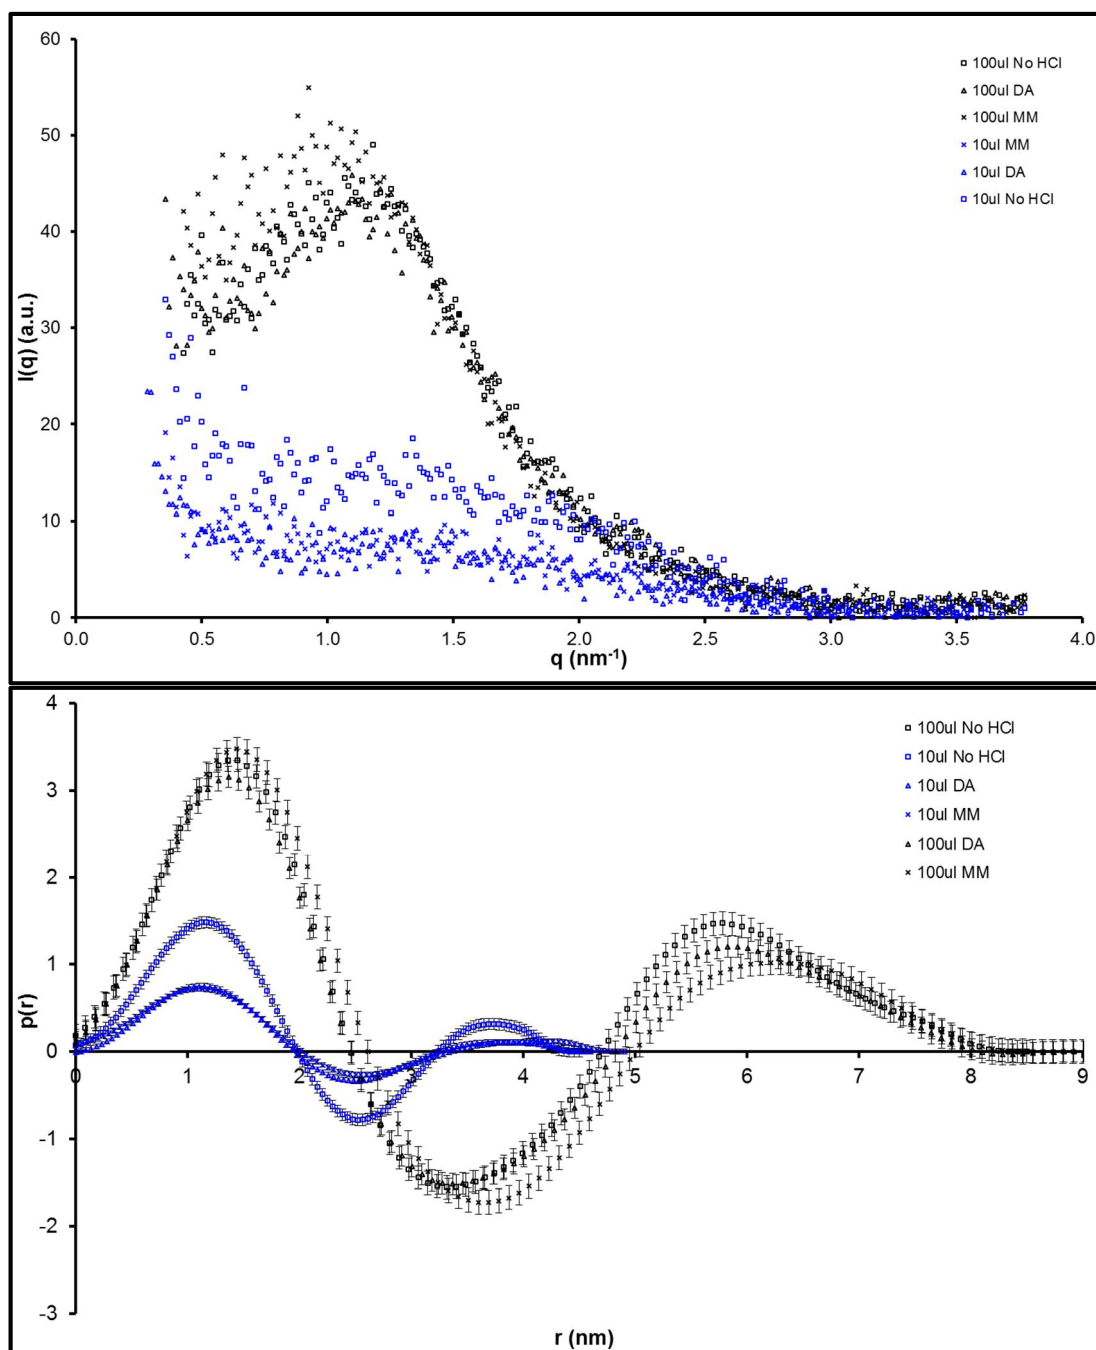 60
50
40
30
20
10
0
I(q) (a.u.)
100ul No HCl
100ul DA
100ul MM
10ul MM
10ul DA
10ul No HCl
0.0 0.5 1.0 1.5 2.0 2.5 3.0 3.5 4.0
q (nm⁻¹)
4
3
2
1
0
-1
-2
-3
p(r)
100ul No HCl
10ul No HCl
10ul DA
10ul MM
100ul DA
100ul MM
0 1 2 3 4 5 6 7 8 9
r (nm)